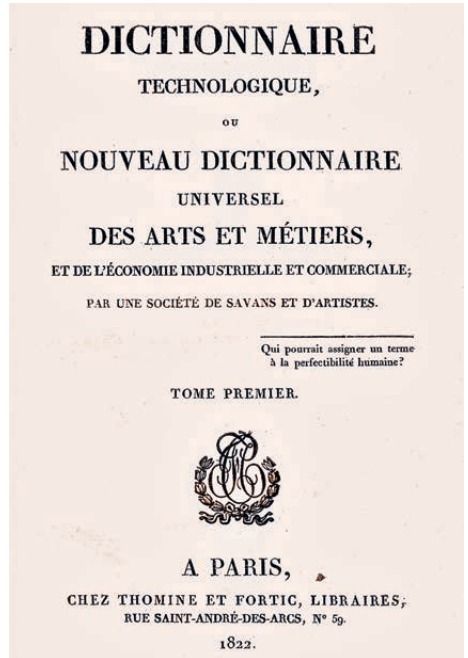 DICTIONNAIRE
TECHNOLOGIQUE,
OU
NOUVEAU DICTIONNAIRE
UNIVERSEL
DES ARTS ET MÉTIERS,
ET DE L'ÉCONOMIE INDUSTRIELLE ET COMMERCIALE;
PAR UNE SOCIÉTÉ DE SAVANS ET D'ARTISTES.
Qui pourrait assigner un terme
à la perfectibilité humaine?
TOME PREMIER.
A PARIS,
CHEZ THOMINE ET FORTIC, LIBRAIRES,
RUE SAINT-ANDRÉ-DES-ARCS, N° 59.
1822.